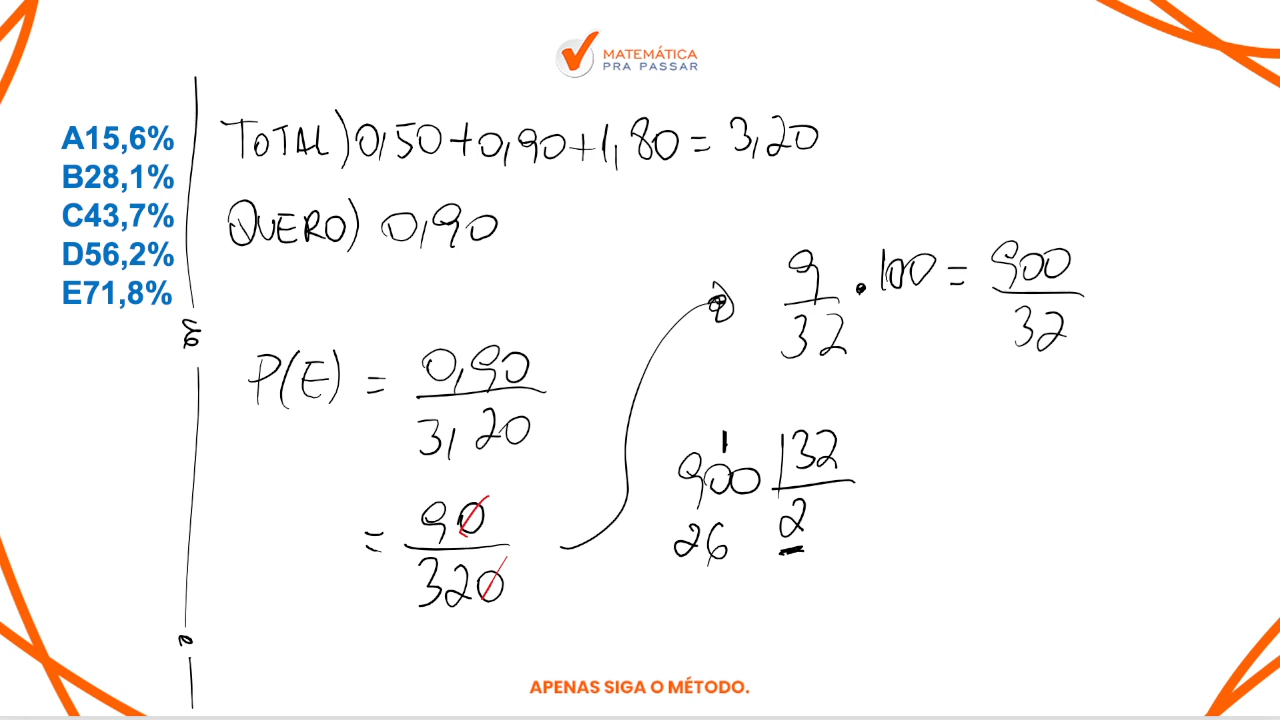 MATEMÁTICA
PRA PASSAR
A15,6%
B28,1%
C43,7%
D56,2%
E71,8%
TOTAL) 0,50+0,90+1,80=3,20
QUERO) 0,90
9/32 . 100 = 900/32
P(E) = 0,90/3,20
= 90/320
900 |32
26 2
APENAS SIGA O MÉTODO.